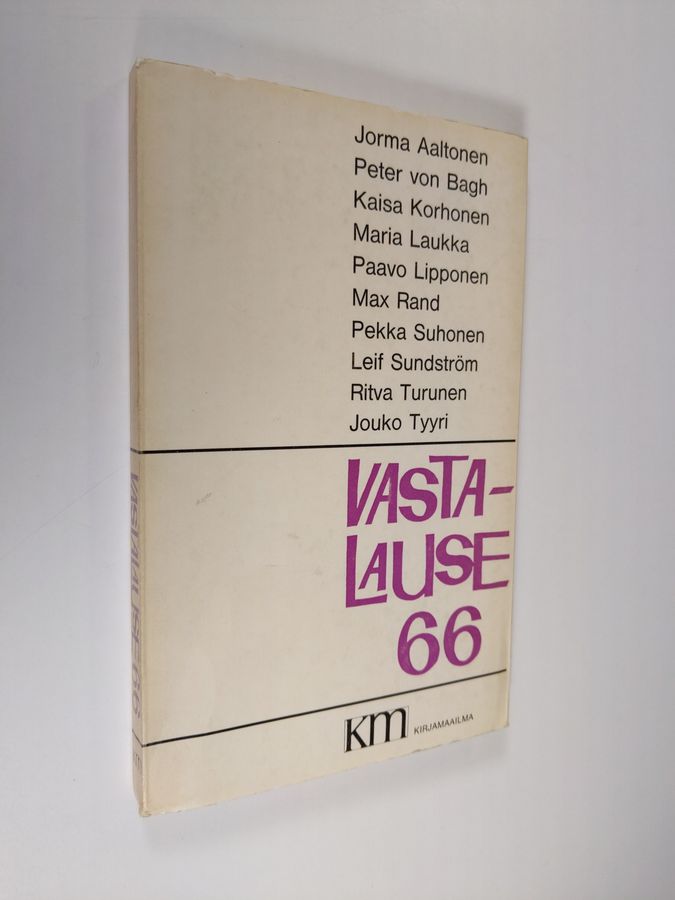 Jorma Aaltonen
Peter von Bagh
Kaisa Korhonen
Maria Laukka
Paavo Lipponen
Max Rand
Pekka Suhonen
Leif Sundström
Ritva Turunen
Jouko Tyyri
VASTA-
LAUSE
66
KM KIRJAMAAILMA
VASTALAUSE 66
KM